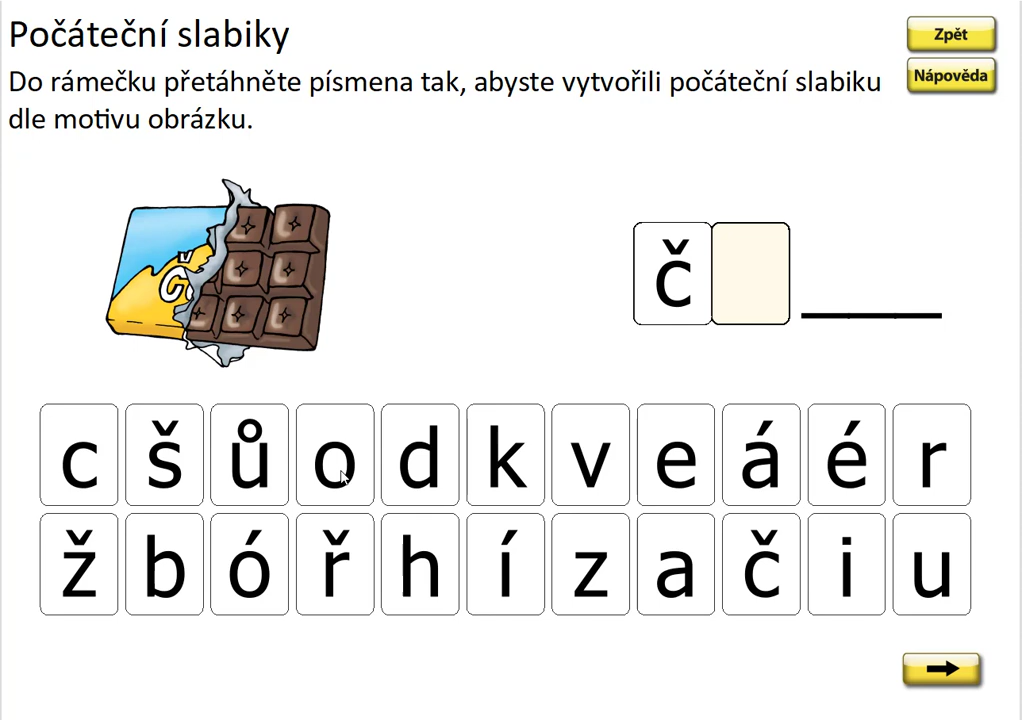 Počáteční slabiky
Zpět
Nápověda
Do rámečku přetáhněte písmena tak, abyste vytvořili počáteční slabiku
dle motivu obrázku.
Č
č
c š ů o d k v e á é r
ž b ó ř h í z a č i u